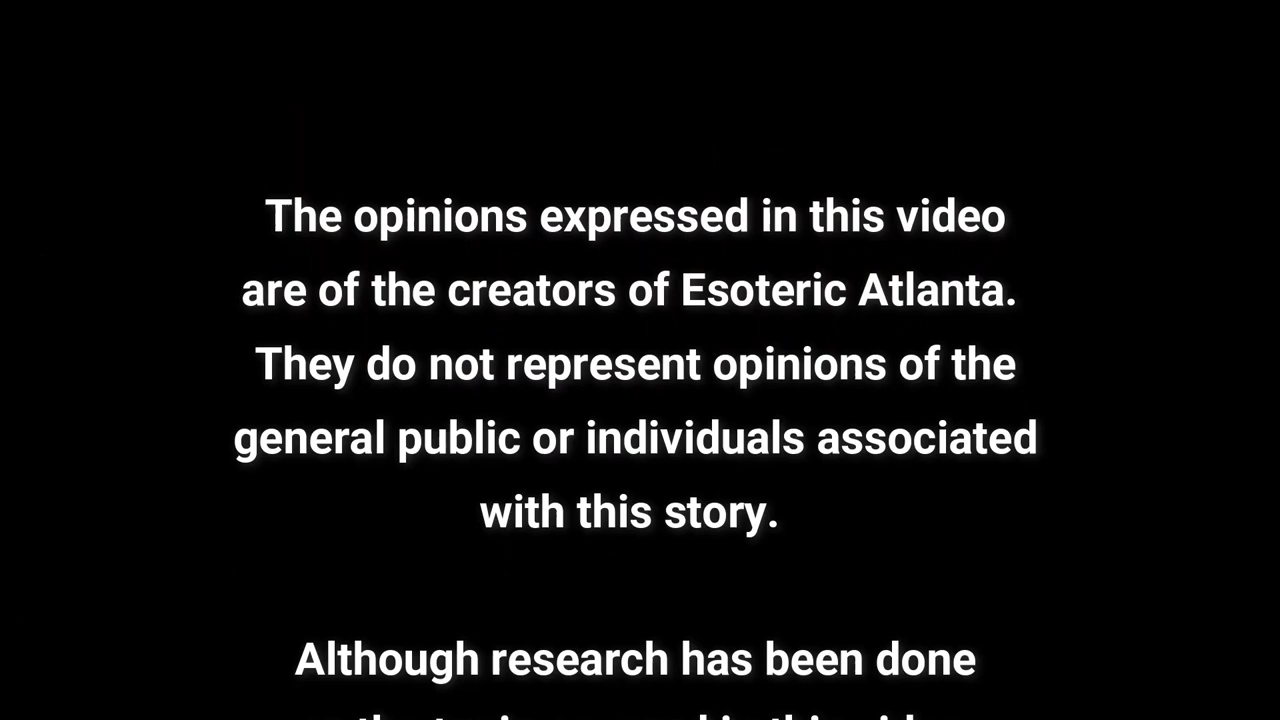 The opinions expressed in this video
are of the creators of Esoteric Atlanta.
They do not represent opinions of the
general public or individuals associated
with this story.
Although research has been done